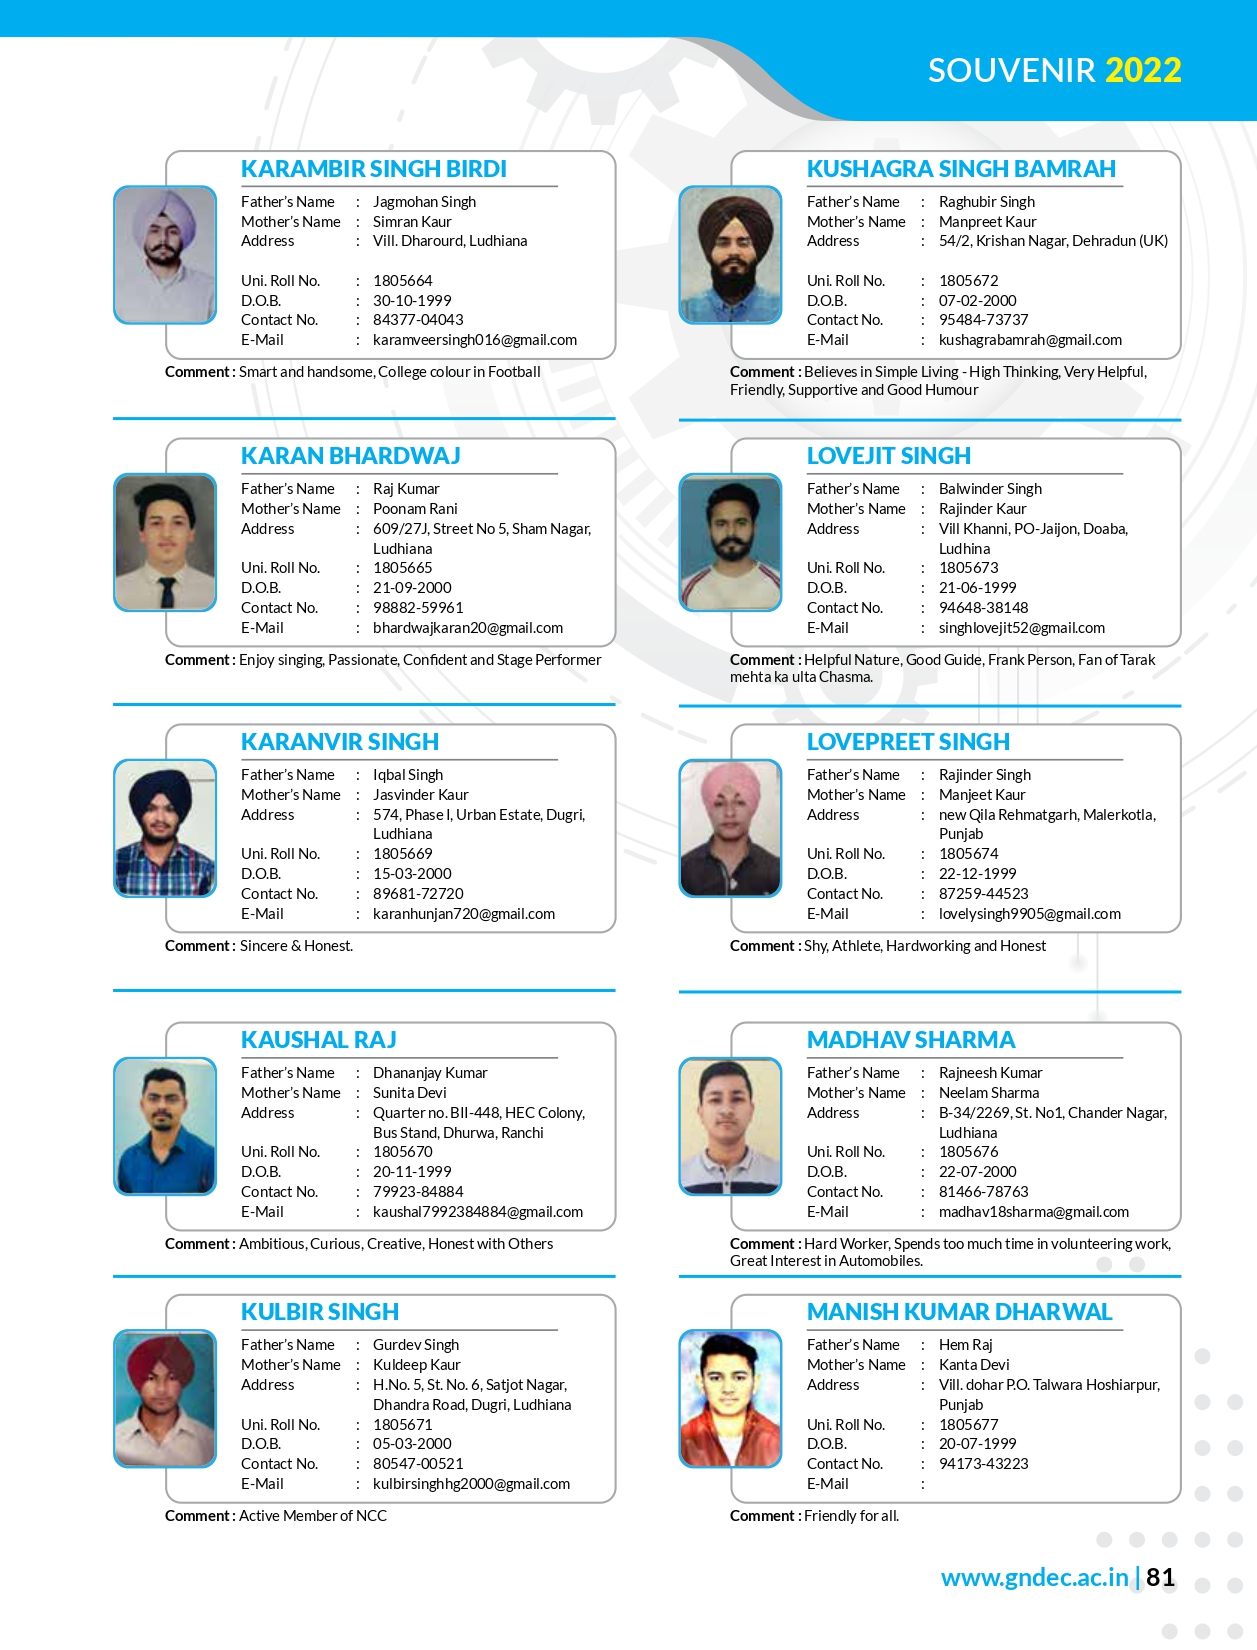 SOUVENIR 2022
KARAMBIR SINGH BIRDI
Father's Name : Jagmohan Singh
Mother's Name : Simran Kaur
Address : Vill. Dharourd, Ludhiana
Uni. Roll No. : 1805664
D.O.B. : 30-10-1999
Contact No. : 84377-04043
E-Mail : karamveersingh016@gmail.com
Comment : Smart and handsome, College colour in Football
KARAN BHARDWAJ
Father's Name : Raj Kumar
Mother's Name : Poonam Rani
Address : 609/27J, Street No 5, Sham Nagar,
Ludhiana
Uni. Roll No. : 1805665
D.O.B. : 21-09-2000
Contact No. : 98882-59961
E-Mail : bhardwajkaran20@gmail.com
Comment : Enjoy singing, Passionate, Confident and Stage Performer
KARANVIR SINGH
Father's Name : Iqbal Singh
Mother's Name : Jasvinder Kaur
Address : 574, Phase I, Urban Estate, Dugri,
Ludhiana
Uni. Roll No. : 1805669
D.O.B. : 15-03-2000
Contact No. : 89681-72720
E-Mail : karanhunjan720@gmail.com
Comment : Sincere & Honest.
KAUSHAL RAJ
Father's Name : Dhananjay Kumar
Mother's Name : Sunita Devi
Address : Quarter no. BII-448, HEC Colony,
Bus Stand, Dhurwa, Ranchi
Uni. Roll No. : 1805670
D.O.B. : 20-11-1999
Contact No. : 79923-84884
E-Mail : kaushal7992384884@gmail.com
Comment : Ambitious, Curious, Creative, Honest with Others
KULBIR SINGH
Father's Name : Gurdev Singh
Mother's Name : Kuldeep Kaur
Address : H.No. 5, St. No. 6, Satjot Nagar,
Dhandra Road, Dugri, Ludhiana
Uni. Roll No. : 1805671
D.O.B. : 05-03-2000
Contact No. : 80547-00521
E-Mail : kulbirsinghhg2000@gmail.com
Comment : Active Member of NCC
KUSHAGRA SINGH BAMRAH
Father's Name : Raghubir Singh
Mother's Name : Manpreet Kaur
Address : 54/2, Krishan Nagar, Dehradun (UK)
Uni. Roll No. : 1805672
D.O.B. : 07-02-2000
Contact No. : 95484-73737
E-Mail : kushagrabamrah@gmail.com
Comment : Believes in Simple Living - High Thinking, Very Helpful,
Friendly, Supportive and Good Humour
LOVEJIT SINGH
Father's Name : Balwinder Singh
Mother's Name : Rajinder Kaur
Address : Vill Khanni, PO-Jaijon, Doaba,
Ludhina
Uni. Roll No. : 1805673
D.O.B. : 21-06-1999
Contact No. : 94648-38148
E-Mail : singhlovejit52@gmail.com
Comment : Helpful Nature, Good Guide, Frank Person, Fan of Tarak
mehta ka ulta Chasma.
LOVEPREET SINGH
Father's Name : Rajinder Singh
Mother's Name : Manjeet Kaur
Address : new Qila Rehmatgarh, Malerkotla,
Punjab
Uni. Roll No. : 1805674
D.O.B. : 22-12-1999
Contact No. : 87259-44523
E-Mail : lovelysingh9905@gmail.com
Comment : Shy, Athlete, Hardworking and Honest
MADHAV SHARMA
Father's Name : Rajneesh Kumar
Mother's Name : Neelam Sharma
Address : B-34/2269, St. No1, Chander Nagar,
Ludhiana
Uni. Roll No. : 1805676
D.O.B. : 22-07-2000
Contact No. : 81466-78763
E-Mail : madhav18sharma@gmail.com
Comment : Hard Worker, Spends too much time in volunteering work,
Great Interest in Automobiles.
MANISH KUMAR DHARWAL
Father's Name : Hem Raj
Mother's Name : Kanta Devi
Address : Vill. dohar P.O. Talwara Hoshiarpur,
Punjab
Uni. Roll No. : 1805677
D.O.B. : 20-07-1999
Contact No. : 94173-43223
E-Mail :
Comment : Friendly for all.
www.gndec.ac.in | 81